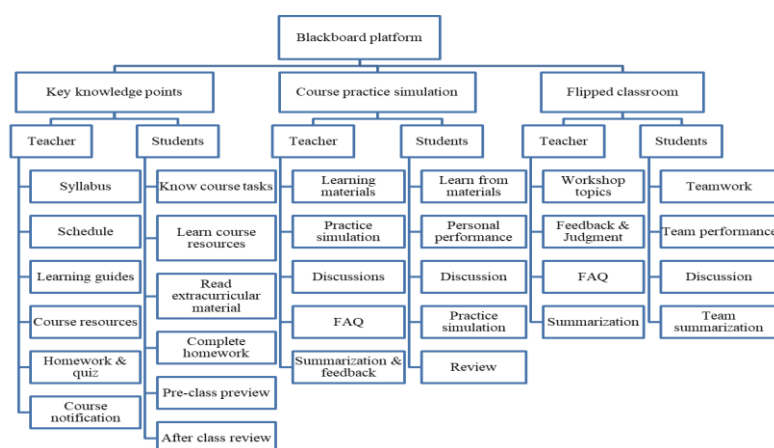 Blackboard platform
Key knowledge points
Course practice simulation
Flipped classroom
Teacher
Students
Teacher
Students
Teacher
Students
Syllabus
Schedule
Learning guides
Course resources
Homework &
quiz
Course
notification
Know course tasks
Learn course
resources
Read
extracurricular
material
Complete
homework
Pre-class preview
After class review
Learning
materials
Practice
simulation
Discussions
FAQ
Summarization &
feedback
Learn from
materials
Personal
performance
Discussion
Practice
simulation
Review
Workshop
topics
Feedback &
Judgment
FAQ
Summarization
Teamwork
Team performance
Discussion
Team
summarization